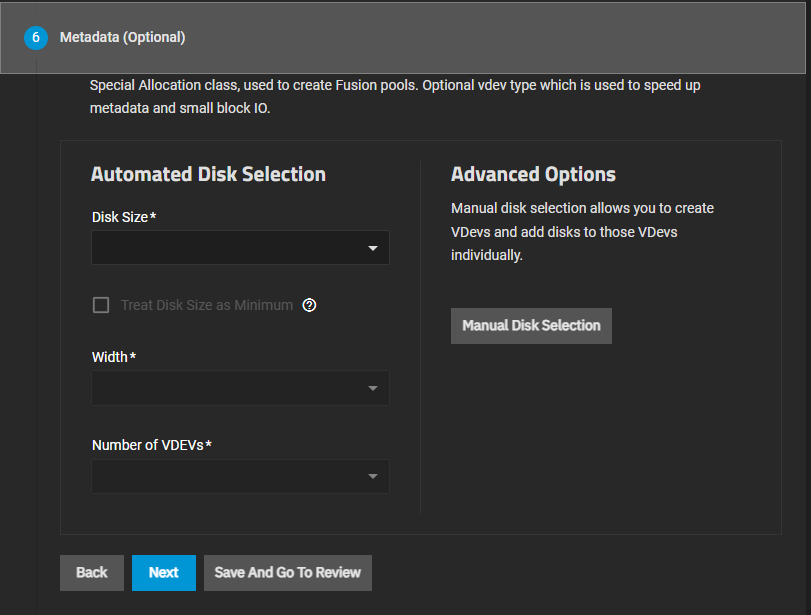 6 Metadata (Optional)
Special Allocation class, used to create Fusion pools. Optional vdev type which is used to speed up
metadata and small block IO.
Automated Disk Selection
Disk Size*
Treat Disk Size as Minimum ?
Width*
Number of VDEVs*
Advanced Options
Manual disk selection allows you to create
VDevs and add disks to those VDevs
individually.
Manual Disk Selection
Back Next Save And Go To Review